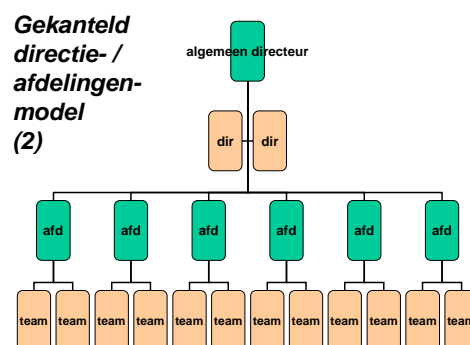 Gekanteld
directie- /
afdelingen-
model
(2)
algemeen directeur
dir dir
afd afd afd afd afd afd
team team team team team team team team team team team team